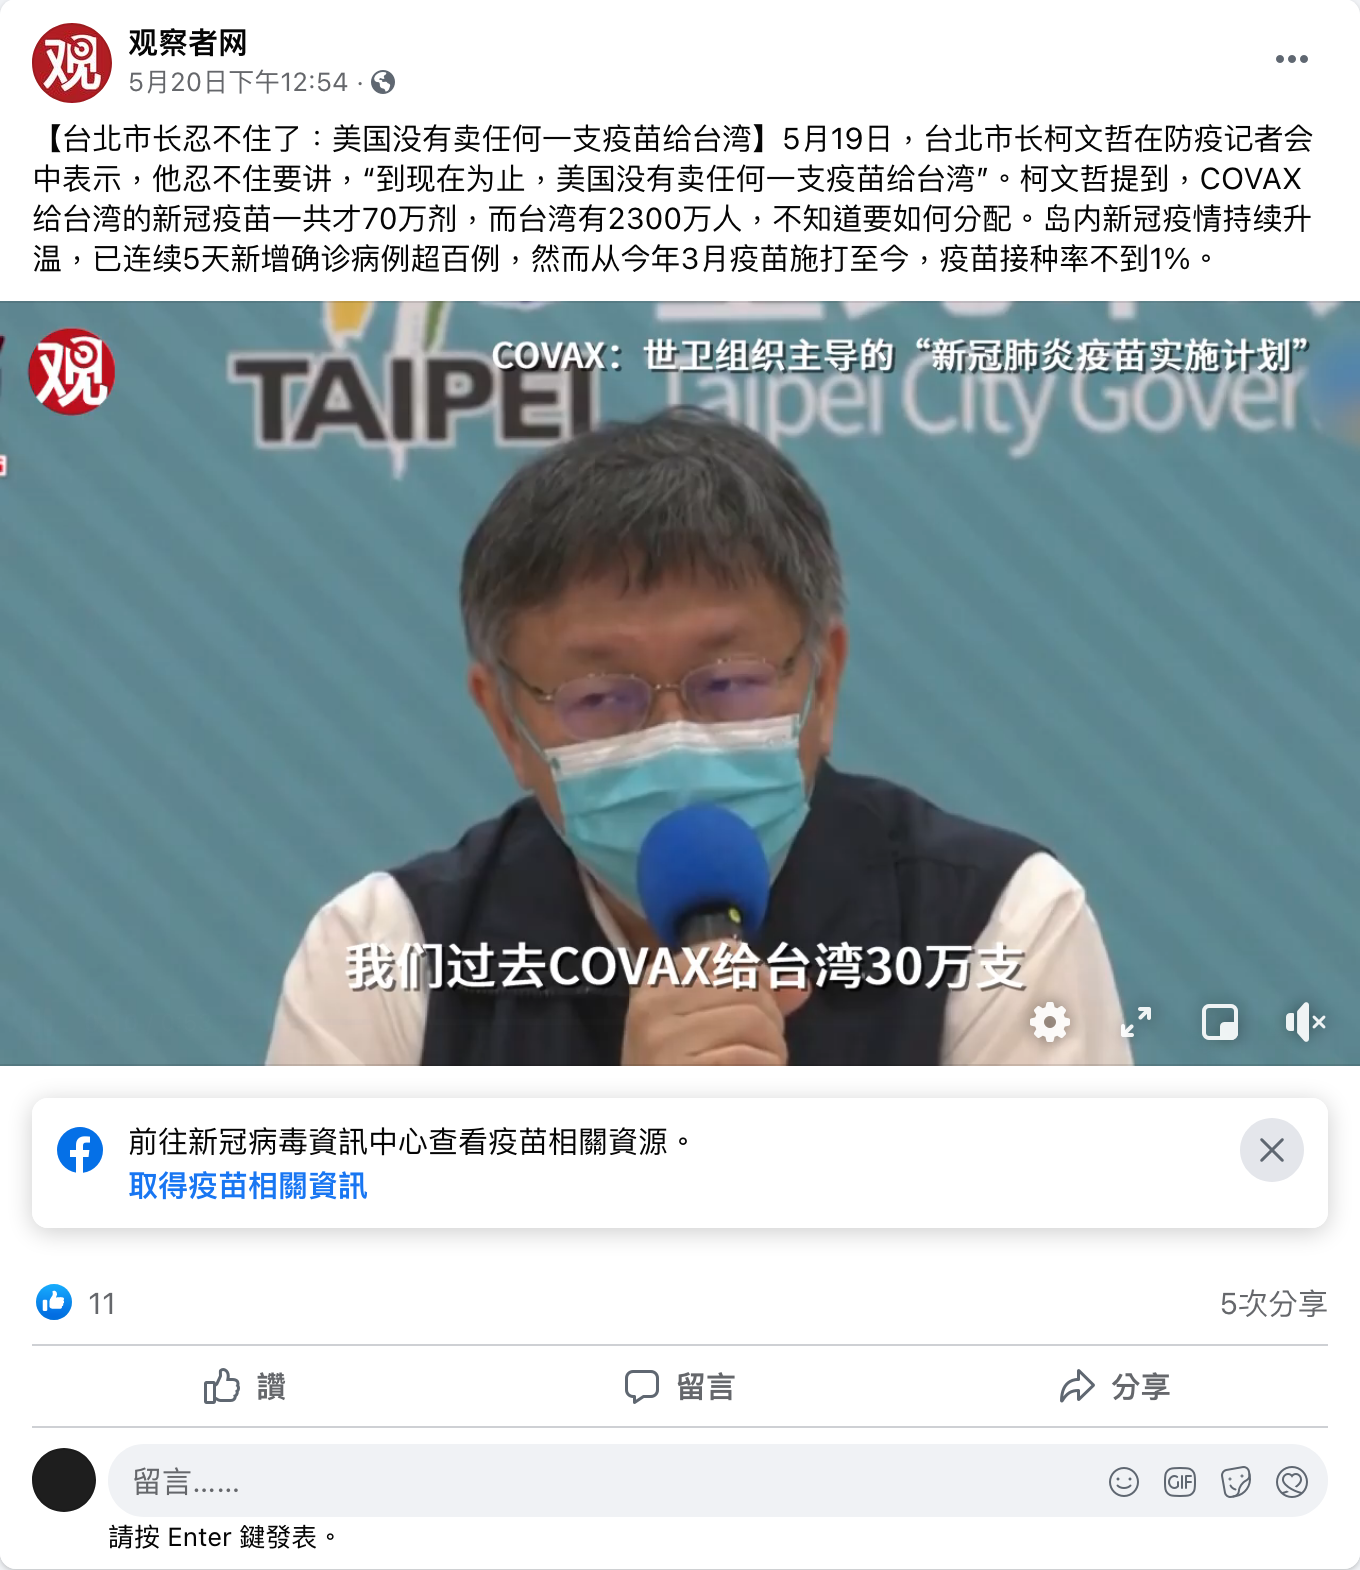 观
观察者网
5月20日下午12:54 ·
【台北市长忍不住了：美国没有卖任何一支疫苗给台湾】5月19日，台北市长柯文哲在防疫记者会
中表示，他忍不住要讲，“到现在为止，美国没有卖任何一支疫苗给台湾”。柯文哲提到，COVAX
给台湾的新冠疫苗一共才70万剂，而台湾有2300万人，不知道要如何分配。岛内新冠疫情持续升
温，已连续5天新增确诊病例超百例，然而从今年3月疫苗施打至今，疫苗接种率不到1%。
观
COVAX：世卫组织主导的“新冠肺炎疫苗实施计划”
TAIPEI Taipei City Gover
我们过去COVAX给台湾30万支
前往新冠病毒資訊中心查看疫苗相關資源。
取得疫苗相關資訊
11
5次分享
讚
留言
分享
留言......
GIF
請按 Enter 鍵發表。